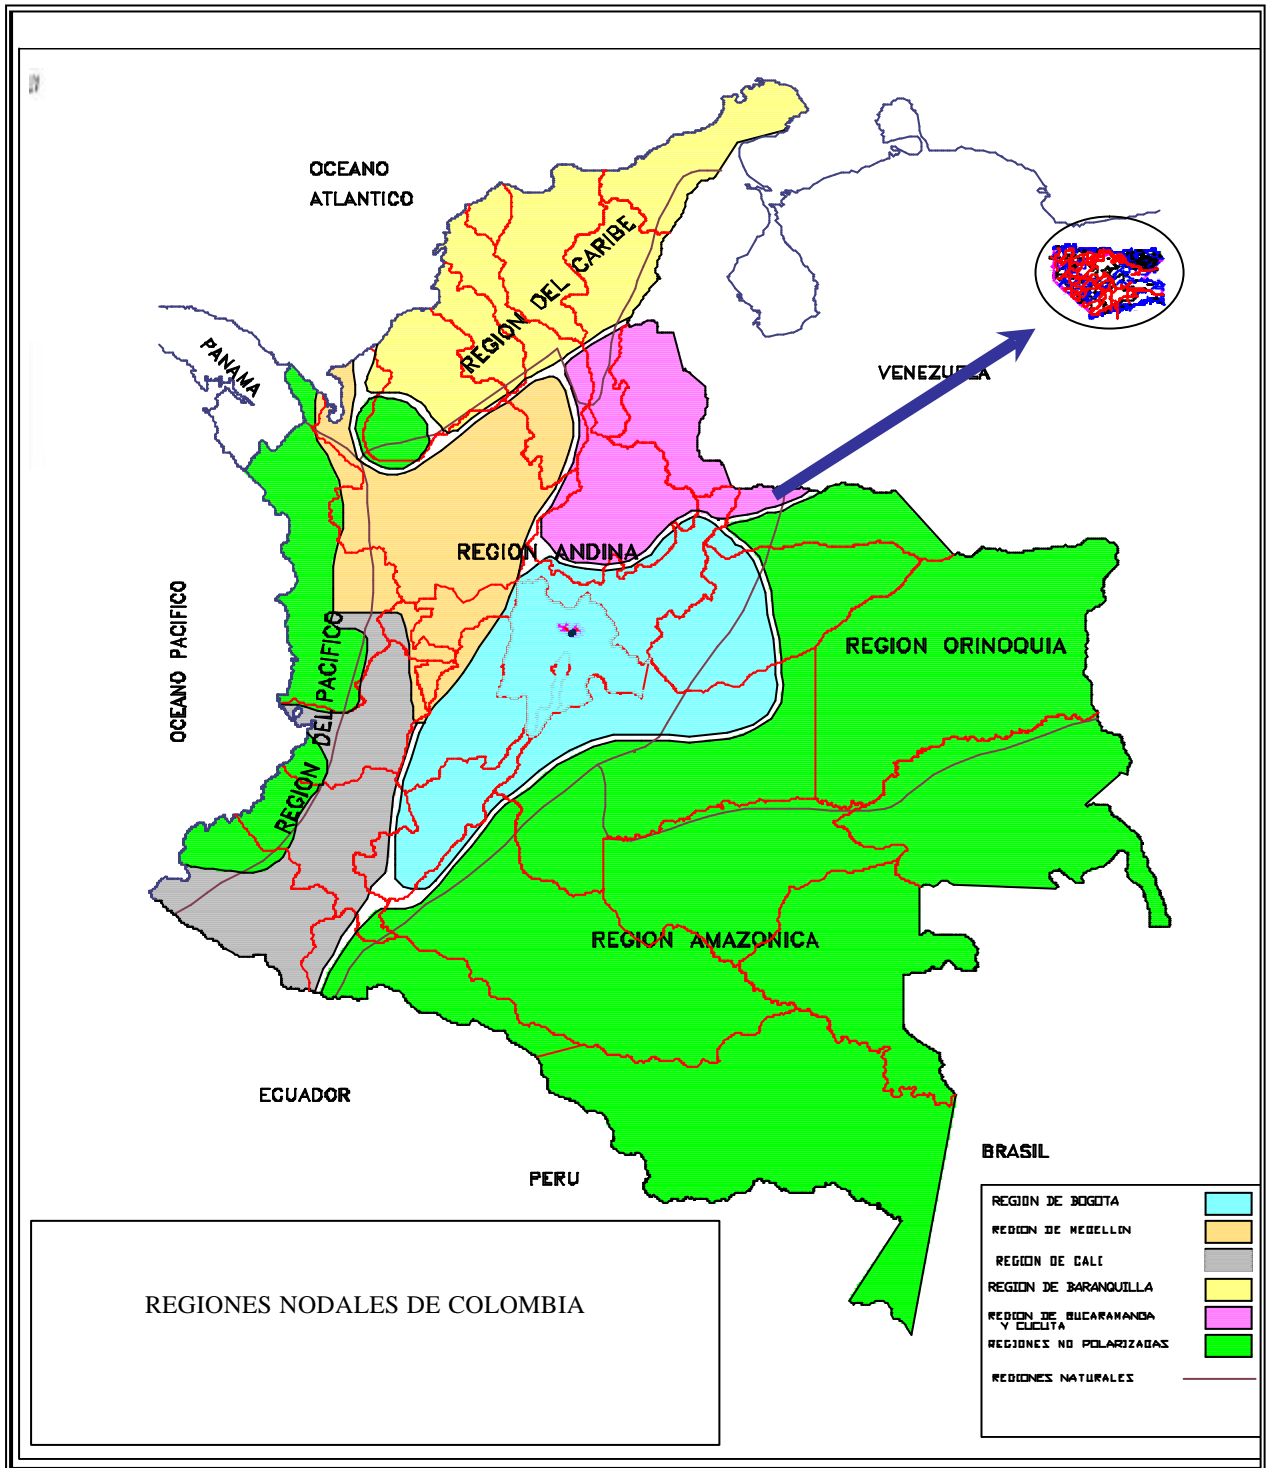 OCEANO
ATLANTICO
PANAMA
REGION DEL CARIBE
VENEZUELA
REGION ANDINA
OCEANO PACIFICO
REGION DEL PACIFICO
REGION ORINOQUIA
REGION AMAZONICA
ECUADOR
PERU
BRASIL
REGION DE BOGOTA
REGION DE MEDELLIN
REGION DE CALI
REGION DE BARANQUILLA
REGION DE BUCARAMANGA
Y CUCUTA
REGIONES NO POLARIZADAS
REGIONES NATURALES
REGIONES NODALES DE COLOMBIA